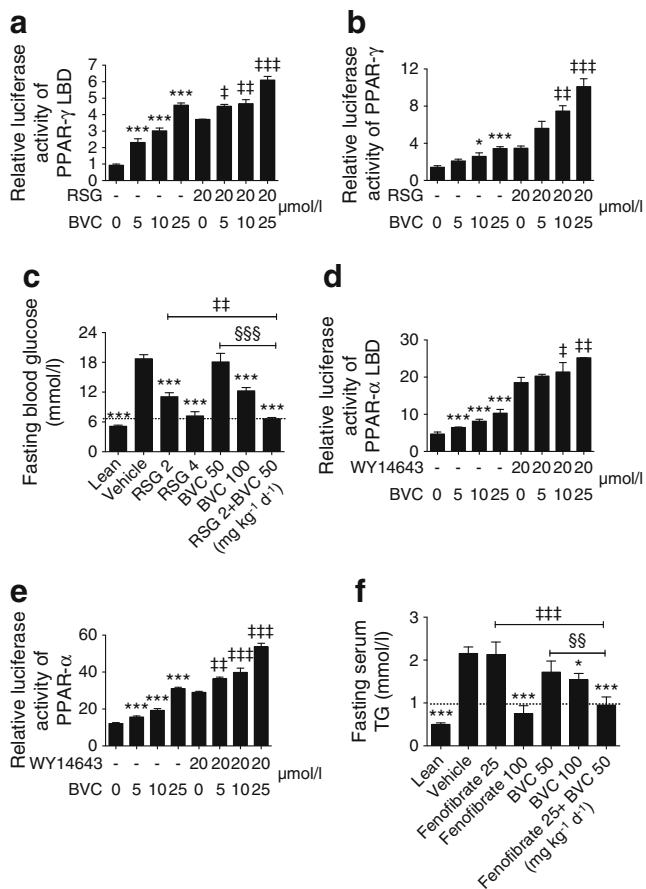 a
Relative luciferase
activity of
PPAR-γ LBD
7
6
5
4
3
2
1
0
*** *** *** ‡ ‡‡ ‡‡‡
RSG - - - - 20 20 20 20
μmol/l
BVC 0 5 10 25 0 5 10 25
b
Relative luciferase
activity of PPAR-γ
12
8
4
0
* *** ‡‡ ‡‡‡
RSG - - - - 20 20 20 20
μmol/l
BVC 0 5 10 25 0 5 10 25
c
Fasting blood glucose
(mmol/l)
24
18
12
6
0
‡‡
§§§
*** *** *** *** ***
Lean
Vehicle
RSG 2
RSG 4
BVC 50
BVC 100
RSG 2+BVC 50
(mg kg⁻¹ d⁻¹)
d
Relative luciferase
activity of
PPAR-α LBD
30
20
10
0
*** *** *** ‡ ‡‡
WY14643 - - - - 20 20 20 20
μmol/l
BVC 0 5 10 25 0 5 10 25
e
Relative luciferase
activity of
PPAR-α
60
40
20
0
*** *** *** ‡‡ ‡‡‡ ‡‡‡
WY14643 - - - - 20 20 20 20
μmol/l
BVC 0 5 10 25 0 5 10 25
f
Fasting serum
TG (mmol/l)
3
2
1
0
‡‡‡
§§
*** *** * ***
Lean
Vehicle
Fenofibrate 25
Fenofibrate 100
BVC 50
BVC 100
Fenofibrate 25+ BVC 50
(mg kg⁻¹ d⁻¹)